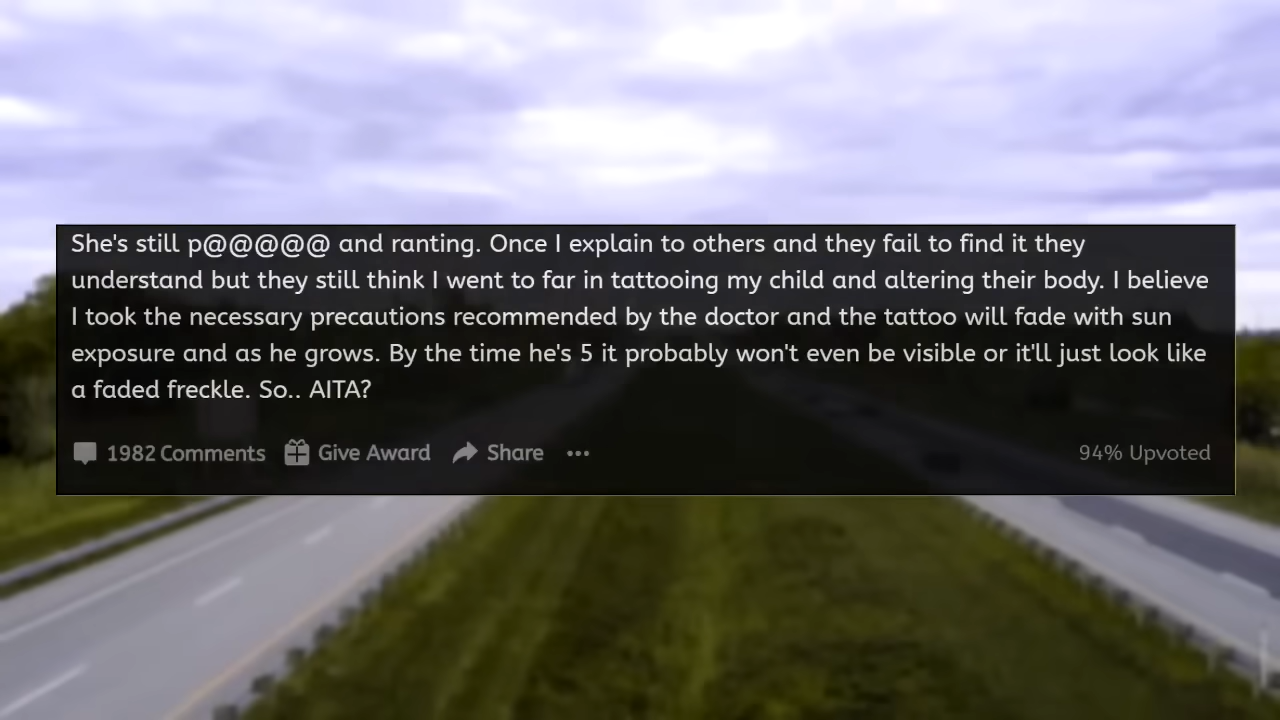 She's still p@@@@@ and ranting. Once I explain to others and they fail to find it they
understand but they still think I went to far in tattooing my child and altering their body. I believe
I took the necessary precautions recommended by the doctor and the tattoo will fade with sun
exposure and as he grows. By the time he's 5 it probably won't even be visible or it'll just look like
a faded freckle. So.. AITA?
1982 Comments Give Award Share ••• 94% Upvoted